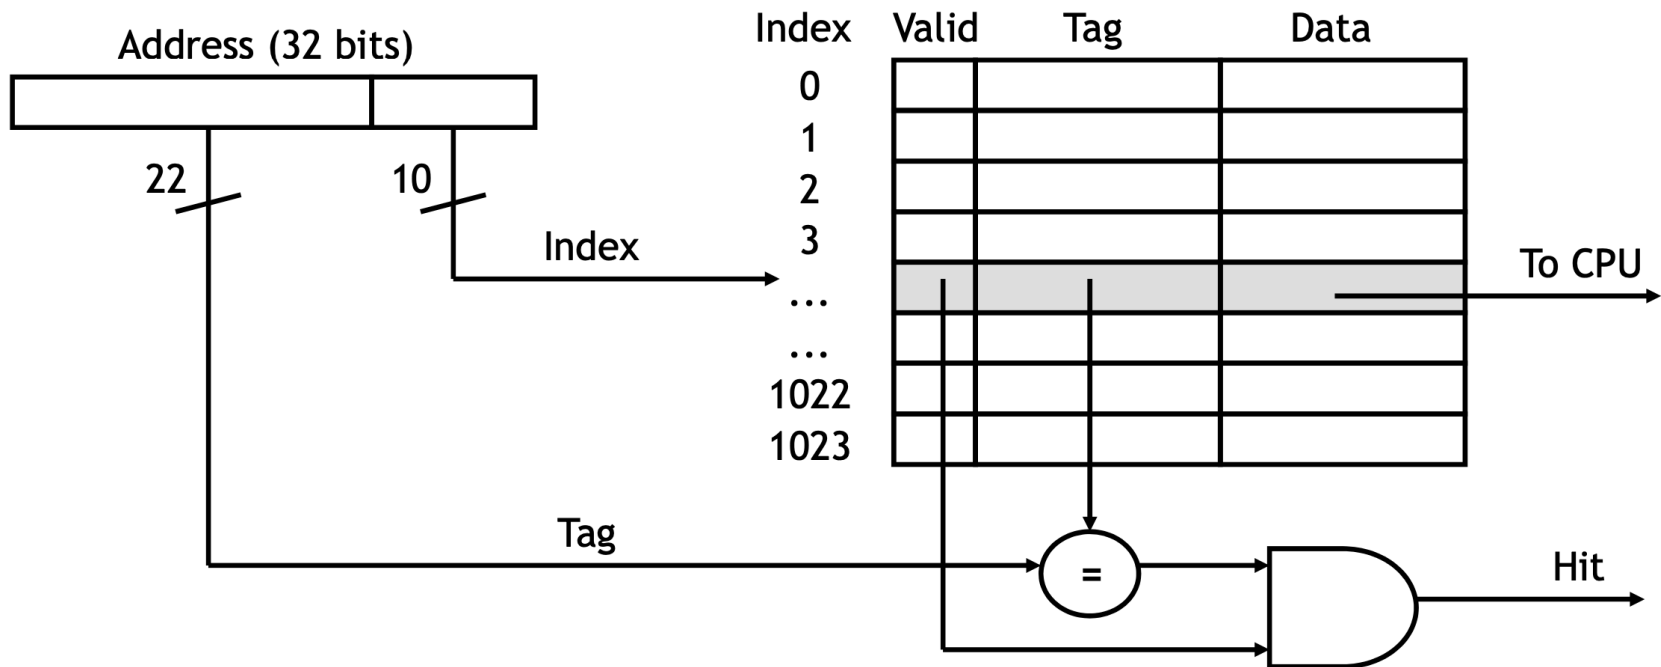 Address (32 bits)
22
10
Index
Tag
Index Valid Tag Data
0
1
2
3
...
...
1022
1023
To CPU
=
Hit